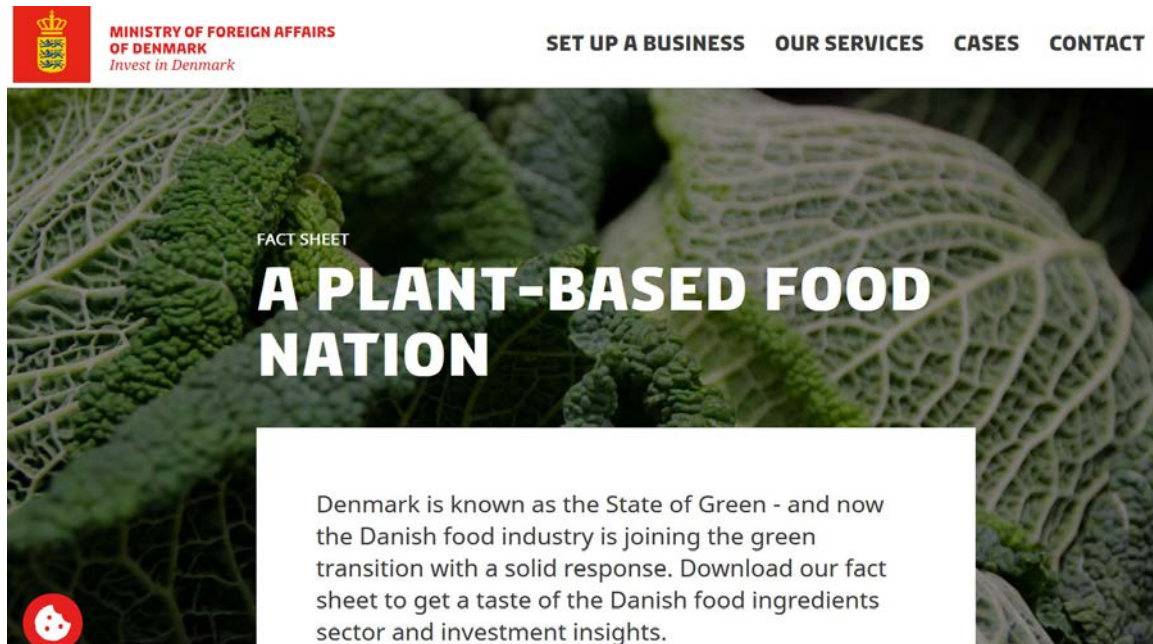 MINISTRY OF FOREIGN AFFAIRS
OF DENMARK
Invest in Denmark
SET UP A BUSINESS OUR SERVICES CASES CONTACT
FACT SHEET
A PLANT-BASED FOOD
NATION
Denmark is known as the State of Green - and now
the Danish food industry is joining the green
transition with a solid response. Download our fact
sheet to get a taste of the Danish food ingredients
sector and investment insights.